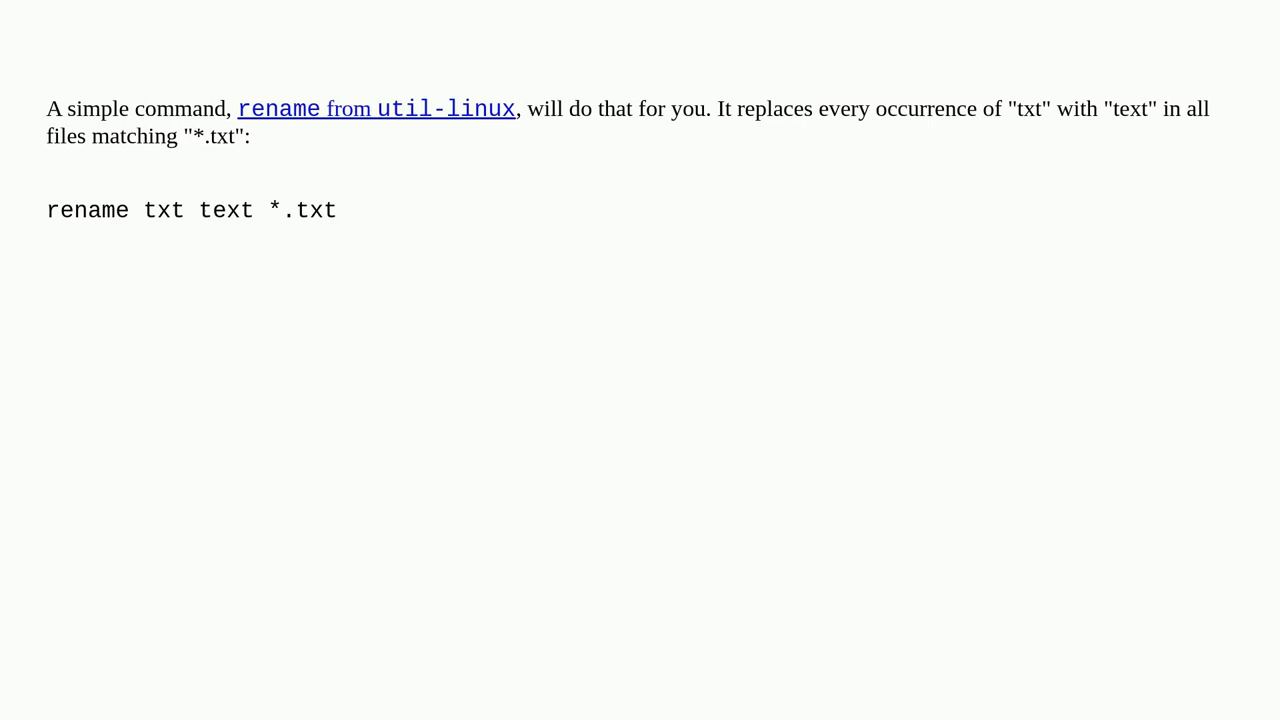 A simple command, rename from util-linux, will do that for you. It replaces every occurrence of "txt" with "text" in all
files matching "*.txt":
rename txt text *.txt